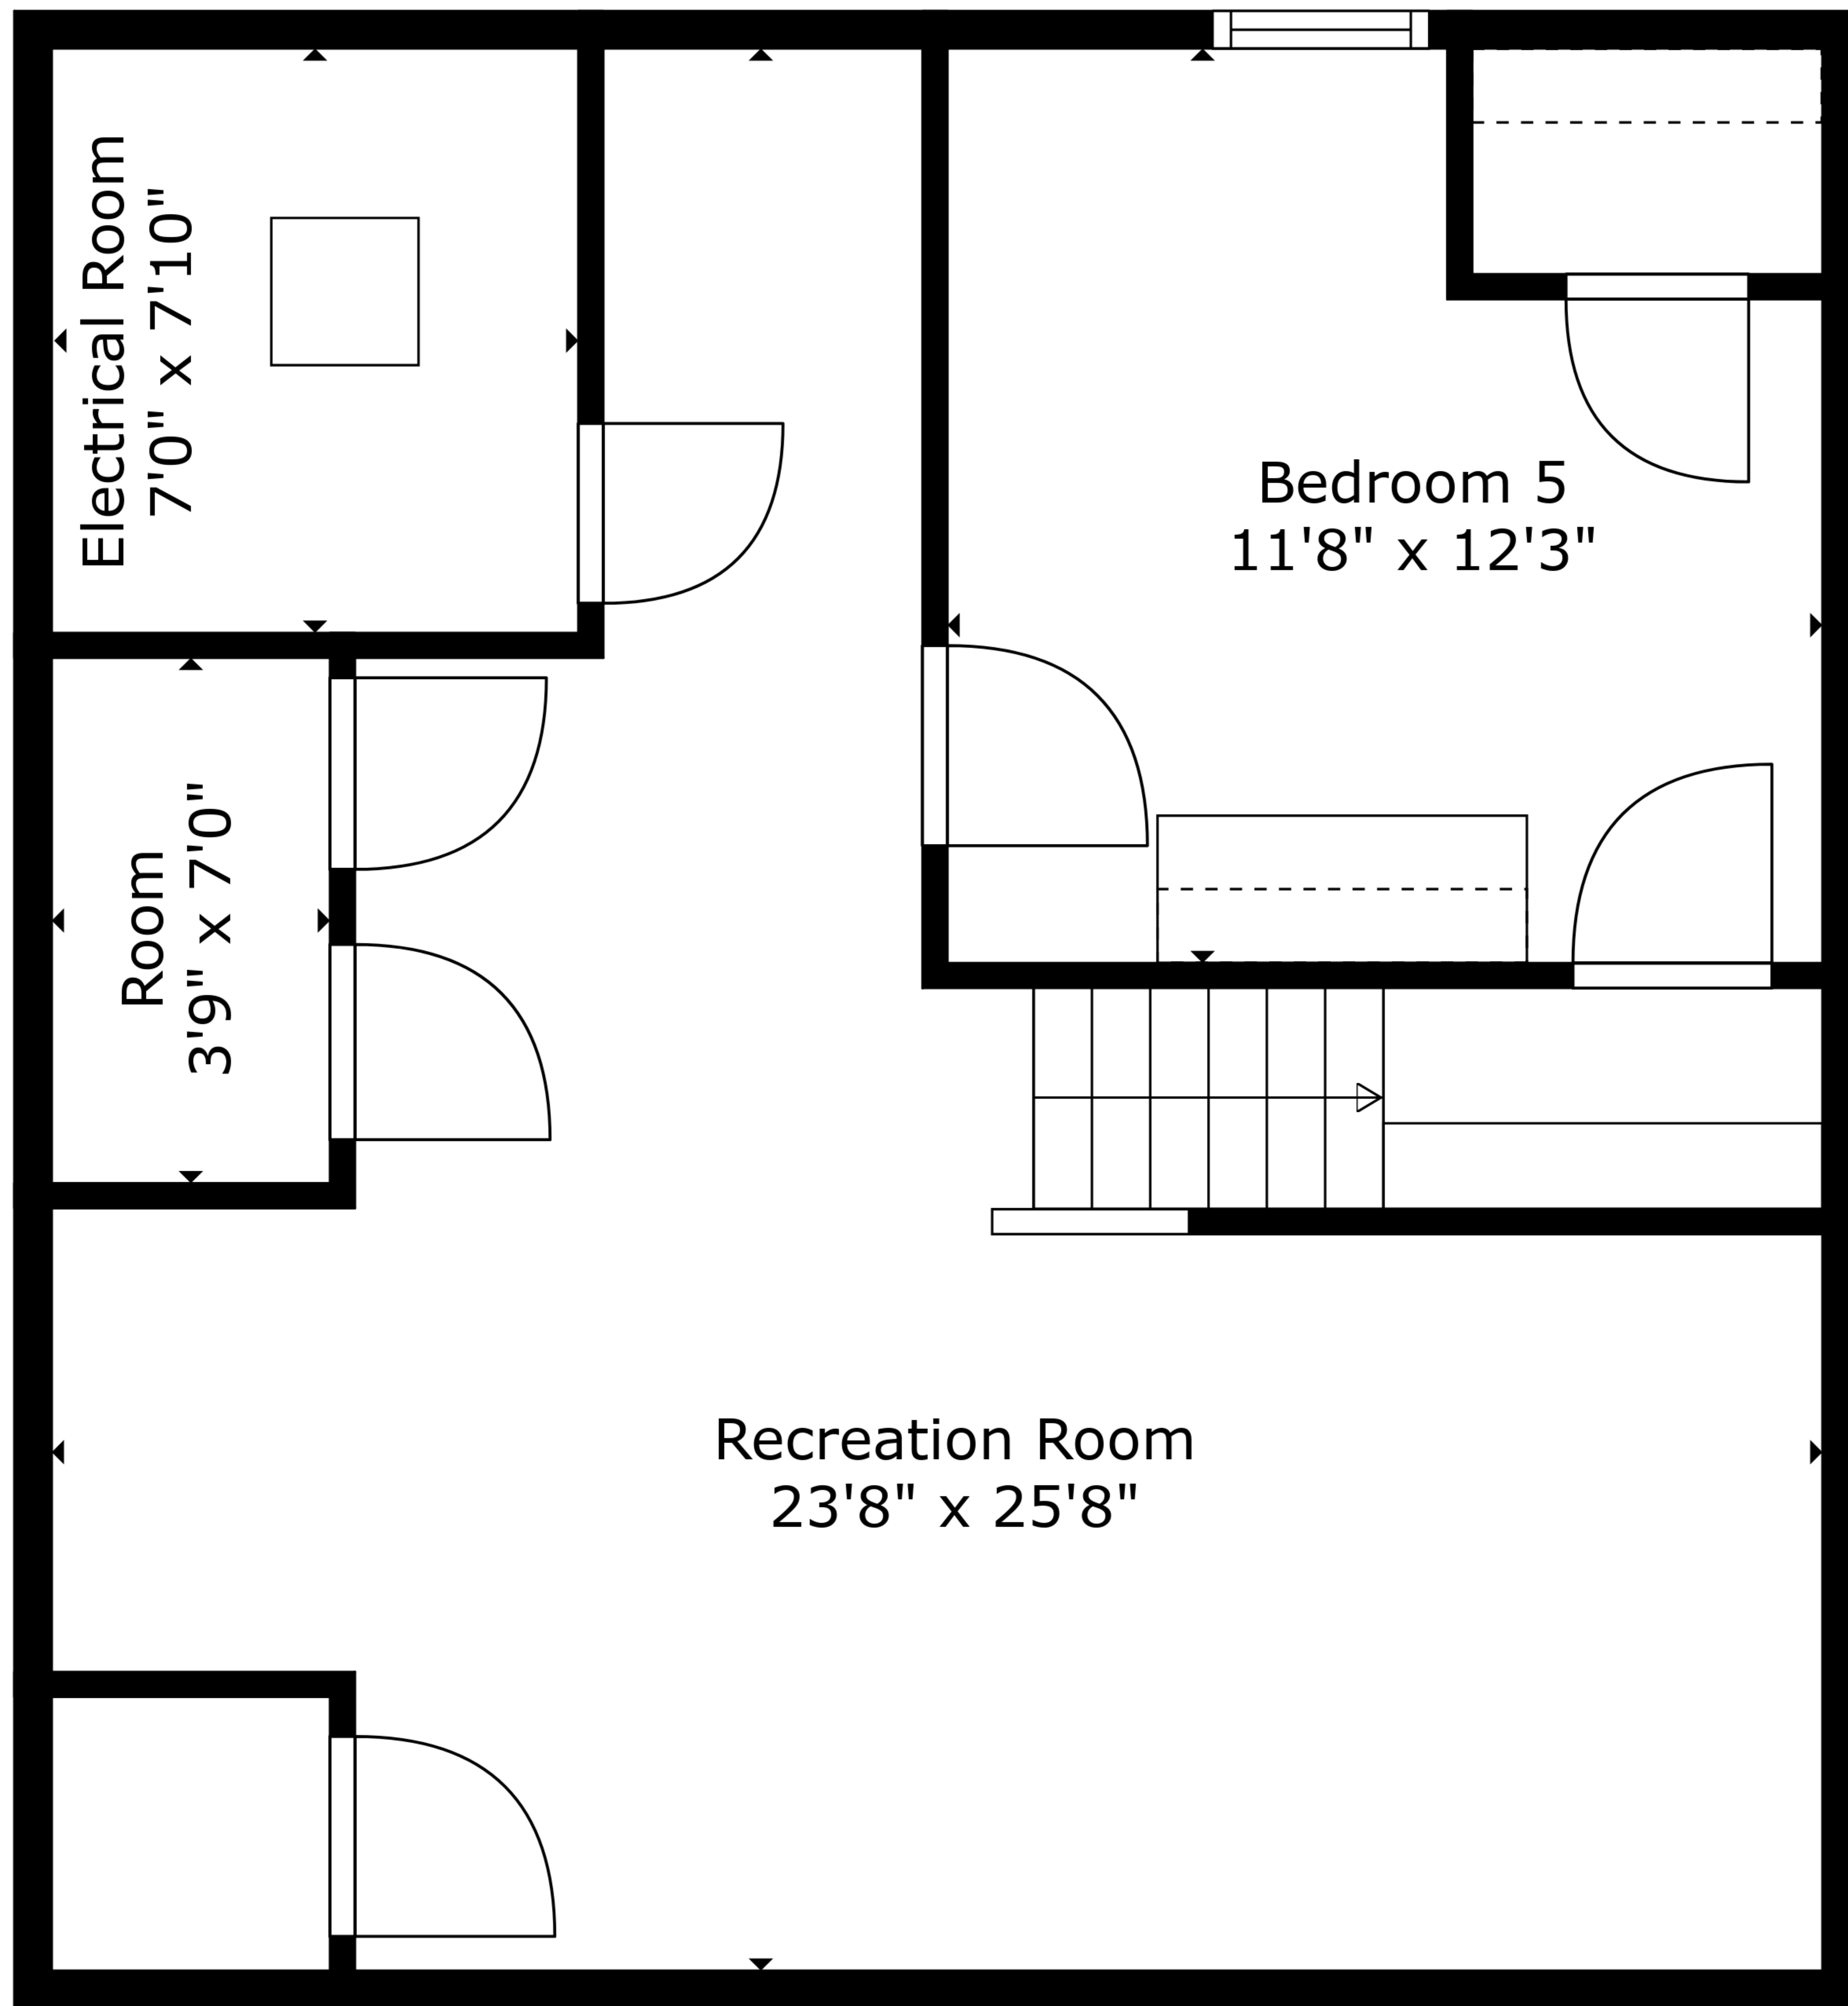 Electrical Room
7'0" x 7'10"
Bedroom 5
11'8" x 12'3"
Room
3'9" x 7'0"
Recreation Room
23'8" x 25'8"